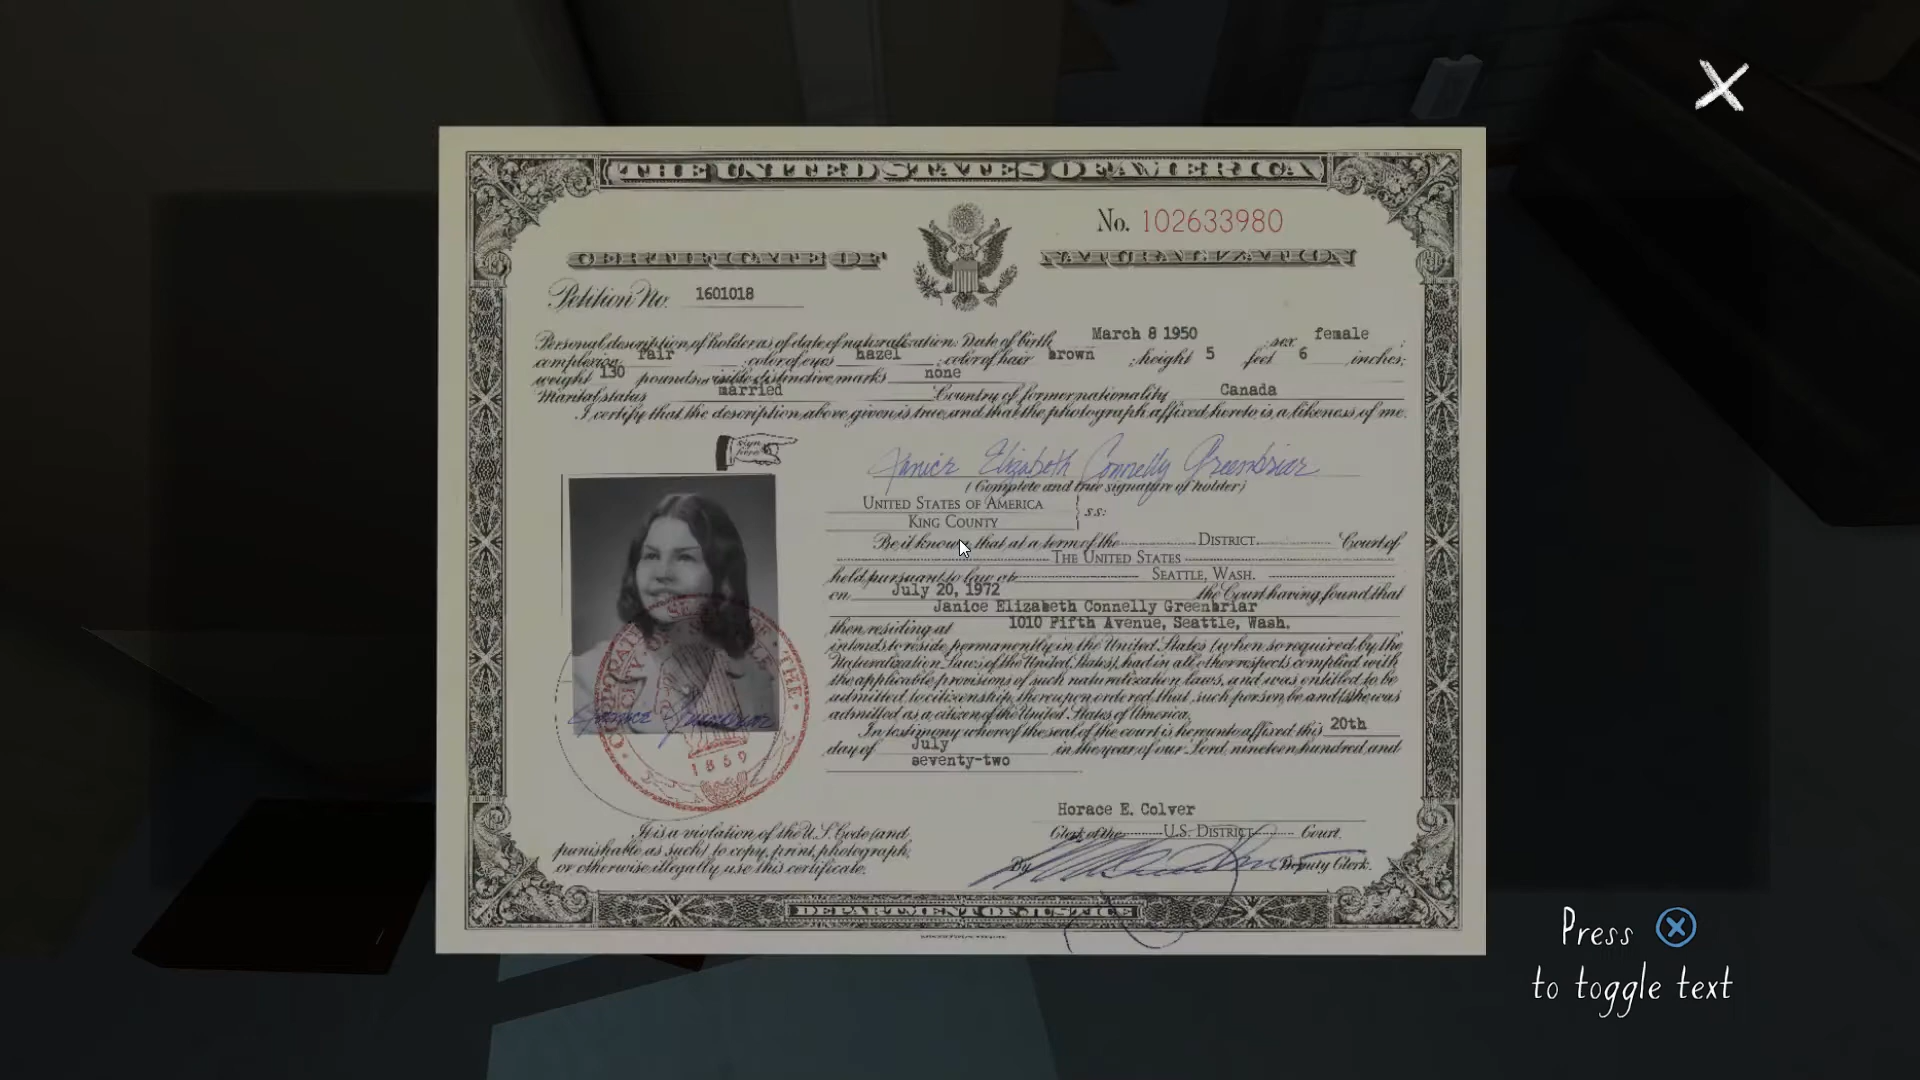 THE UNITED STATES OF AMERICA
No. 102633980
CERTIFICATE OF NATURALIZATION
Petition No. 1601018
Personal description of holder as of date of naturalization: Date of birth March 8 1950 sex female
complexion fair color of eyes hazel color of hair brown ; height 5 feet 6 inches;
weight 130 pounds; visible distinctive marks none
Marital status married Country of former nationality Canada
I certify that the description above given is true, and that the photograph affixed hereto is a likeness of me.
sign here
Janice Elizabeth Connelly Greenbriar
(Complete and true signature of holder)
UNITED STATES OF AMERICA
KING COUNTY
ss:
Be it known, that at a term of the DISTRICT Court of
THE UNITED STATES
held pursuant to law at SEATTLE, WASH.
on July 20, 1972 the Court having found that
Janice Elizabeth Connelly Greenbriar
then residing at 1010 Fifth Avenue, Seattle, Wash.
intends to reside permanently in the United States (when so required by the
Naturalization Laws of the United States), had in all other respects complied with
the applicable provisions of such naturalization laws, and was entitled to be
admitted to citizenship, thereupon ordered that such person be and (s)he was
admitted as a citizen of the United States of America.
In testimony whereof the seal of the court is hereunto affixed this 20th
day of July in the year of our Lord nineteen hundred and
seventy-two
CORPORATE SEAL OF THE
CITY OF SEATTLE
1869
Horace E. Colver
Clerk of the U.S. DISTRICT Court.
By Deputy Clerk.
It is a violation of the U.S. Code (and
punishable as such) to copy, print, photograph,
or otherwise illegally use this certificate.
DEPARTMENT OF JUSTICE
Press
to toggle text